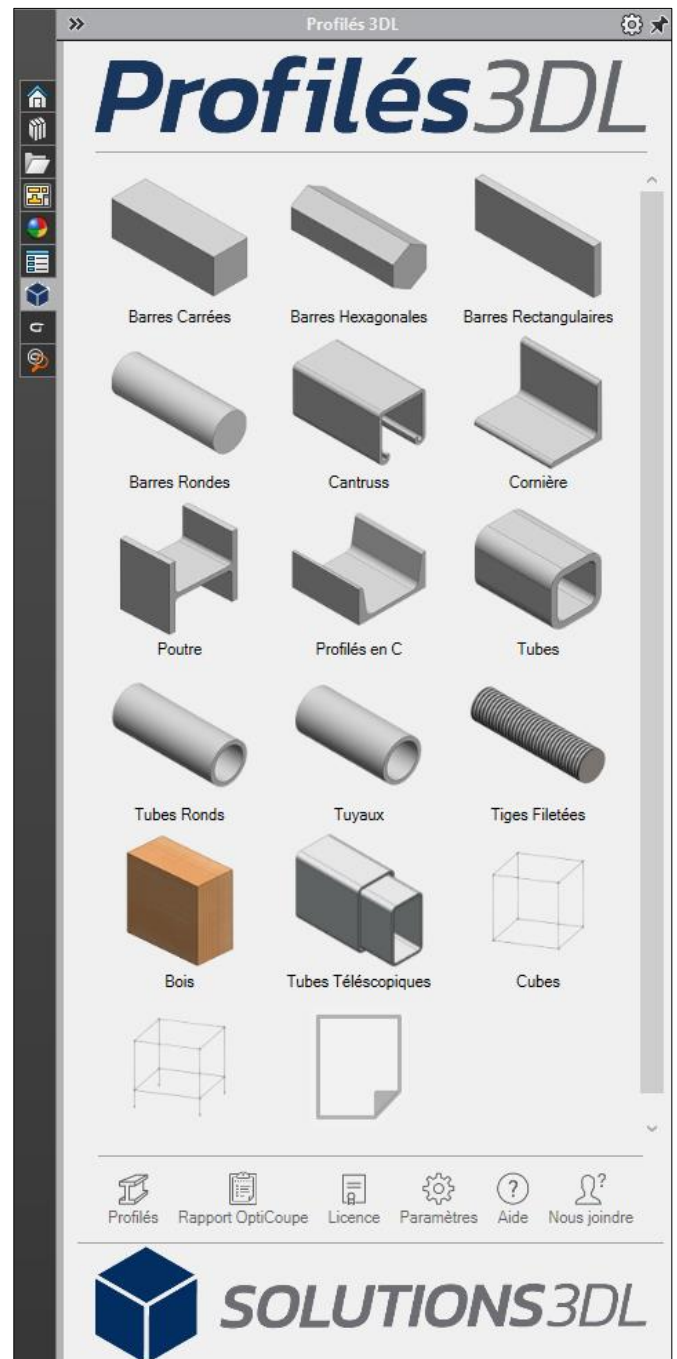 Profilés 3DL
Profilés3DL
Barres Carrées Barres Hexagonales Barres Rectangulaires
Barres Rondes Cantruss Cornière
Poutre Profilés en C Tubes
Tubes Ronds Tuyaux Tiges Filetées
Bois Tubes Téléscopiques Cubes
Profilés Rapport OptiCoupe Licence Paramètres Aide Nous joindre
SOLUTIONS3DL